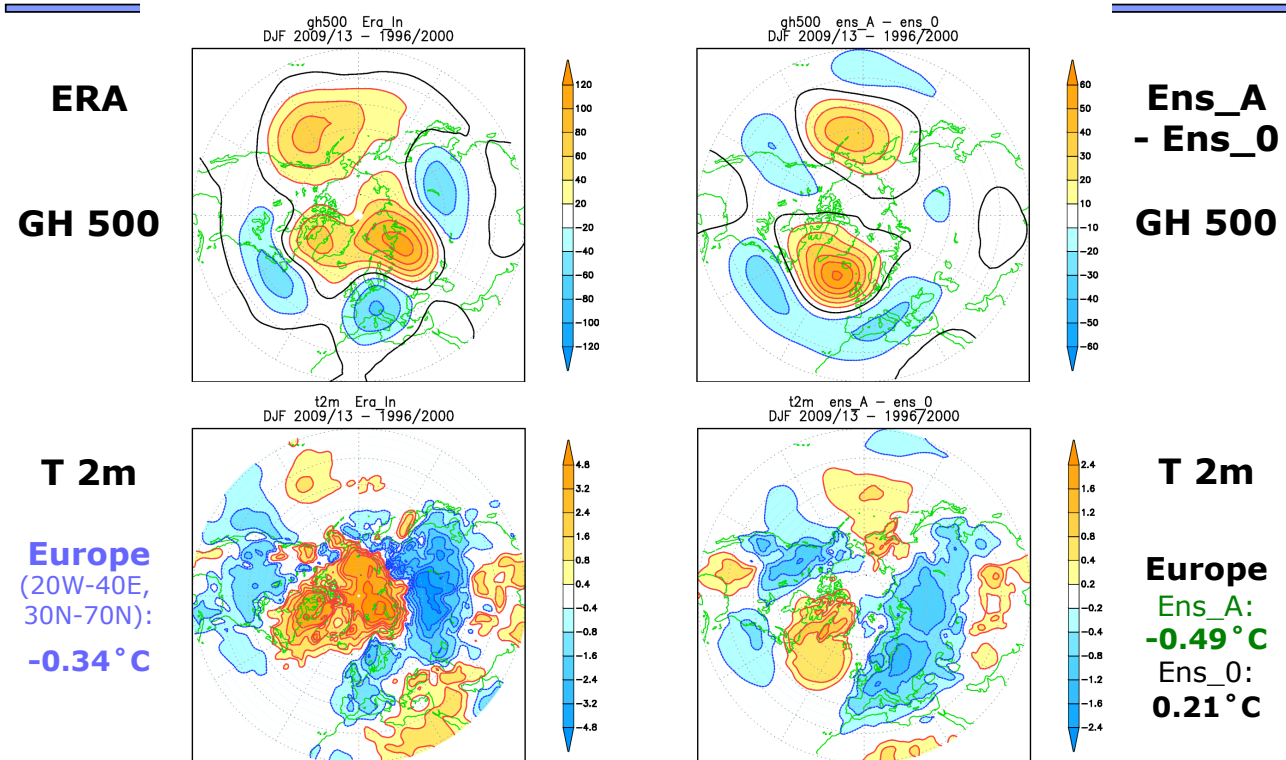 ERA
GH 500
gh500 Era_In
DJF 2009/13 – 1996/2000
120
100
80
60
40
20
−20
−40
−60
−80
−100
−120
gh500 ens_A – ens_0
DJF 2009/13 – 1996/2000
60
50
40
30
20
10
−10
−20
−30
−40
−50
−60
Ens_A
- Ens_0
GH 500
T 2m
Europe
(20W-40E,
30N-70N):
-0.34°C
t2m Era_In
DJF 2009/13 – 1996/2000
4.8
3.2
2.4
1.6
0.8
0.4
−0.4
−0.8
−1.6
−2.4
−3.2
−4.8
t2m ens_A – ens_0
DJF 2009/13 – 1996/2000
2.4
1.6
1.2
0.8
0.4
0.2
−0.2
−0.4
−0.8
−1.2
−1.6
−2.4
T 2m
Europe
Ens_A:
-0.49°C
Ens_0:
0.21°C